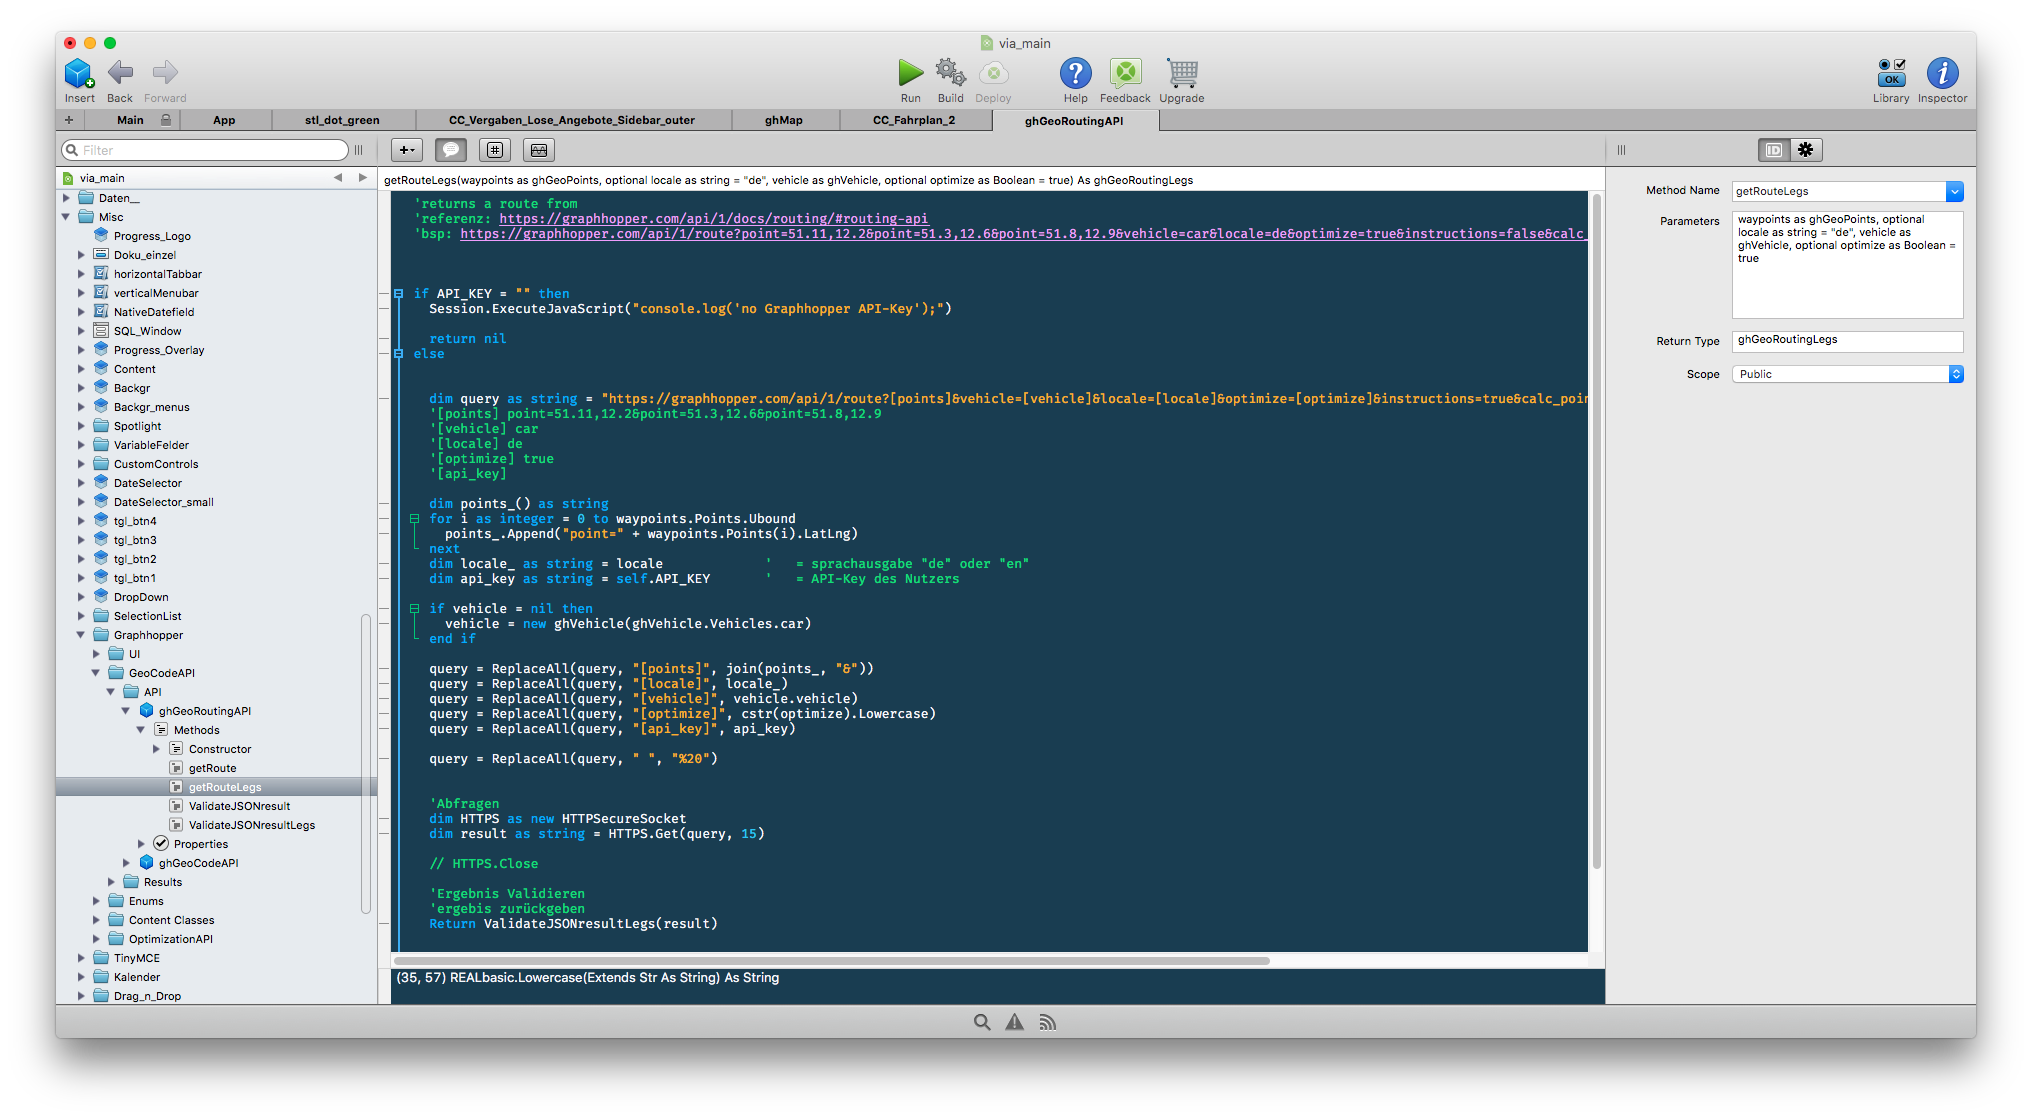 via_main
Insert
Back
Forward
Run
Build
Deploy
Help
Feedback
Upgrade
OK
Library
Inspector
+
Main
App
stl_dot_green
CC_Vergaben_Lose_Angebote_Sidebar_outer
ghMap
CC_Fahrplan_2
ghGeoRoutingAPI
Filter
ID
via_main
Daten__
Misc
Progress_Logo
Doku_einzel
horizontalTabbar
verticalMenubar
NativeDatefield
SQL_Window
Progress_Overlay
Content
Backgr
Backgr_menus
Spotlight
VariableFelder
CustomControls
DateSelector
DateSelector_small
tgl_btn4
tgl_btn3
tgl_btn2
tgl_btn1
DropDown
SelectionList
Graphhopper
UI
GeoCodeAPI
API
ghGeoRoutingAPI
Methods
Constructor
getRoute
getRouteLegs
ValidateJSONresult
ValidateJSONresultLegs
Properties
ghGeoCodeAPI
Results
Enums
Content Classes
OptimizationAPI
TinyMCE
Kalender
Drag_n_Drop
getRouteLegs(waypoints as ghGeoPoints, optional locale as string = "de", vehicle as ghVehicle, optional optimize as Boolean = true) As ghGeoRoutingLegs
'returns a route from
'referenz: https://graphhopper.com/api/1/docs/routing/#routing-api
'bsp: https://graphhopper.com/api/1/route?point=51.11,12.2&point=51.3,12.6&point=51.8,12.9&vehicle=car&locale=de&optimize=true&instructions=false&calc_
if API_KEY = "" then
Session.ExecuteJavaScript("console.log('no Graphhopper API-Key');")
return nil
else
dim query as string = "https://graphhopper.com/api/1/route?[points]&vehicle=[vehicle]&locale=[locale]&optimize=[optimize]&instructions=true&calc_poin
'[points] point=51.11,12.2&point=51.3,12.6&point=51.8,12.9
'[vehicle] car
'[locale] de
'[optimize] true
'[api_key]
dim points_() as string
for i as integer = 0 to waypoints.Points.Ubound
points_.Append("point=" + waypoints.Points(i).LatLng)
next
dim locale_ as string = locale ' = sprachausgabe "de" oder "en"
dim api_key as string = self.API_KEY ' = API-Key des Nutzers
if vehicle = nil then
vehicle = new ghVehicle(ghVehicle.Vehicles.car)
end if
query = ReplaceAll(query, "[points]", join(points_, "&"))
query = ReplaceAll(query, "[locale]", locale_)
query = ReplaceAll(query, "[vehicle]", vehicle.vehicle)
query = ReplaceAll(query, "[optimize]", cstr(optimize).Lowercase)
query = ReplaceAll(query, "[api_key]", api_key)
query = ReplaceAll(query, " ", "%20")
'Abfragen
dim HTTPS as new HTTPSecureSocket
dim result as string = HTTPS.Get(query, 15)
// HTTPS.Close
'Ergebnis Validieren
'ergebis zurückgeben
Return ValidateJSONresultLegs(result)
(35, 57) REALbasic.Lowercase(Extends Str As String) As String
Method Name
getRouteLegs
Parameters
waypoints as ghGeoPoints, optional
locale as string = "de", vehicle as
ghVehicle, optional optimize as Boolean =
true
Return Type
ghGeoRoutingLegs
Scope
Public